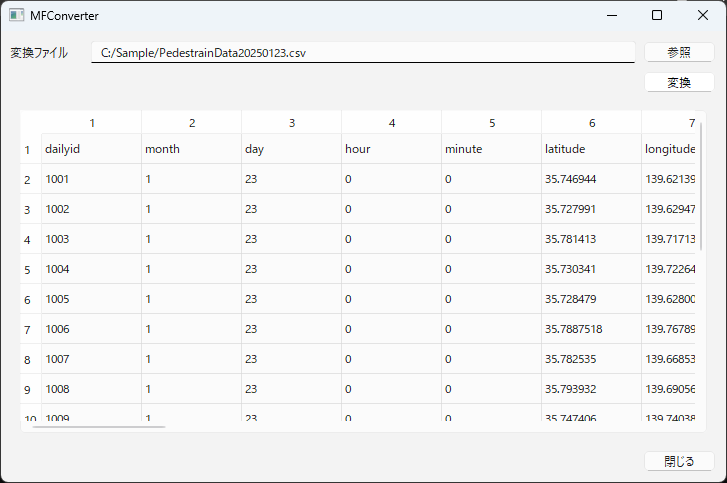 MFConverter
変換ファイル C:/Sample/PedestrainData20250123.csv 参照
変換
1 2 3 4 5 6 7
1 dailyid month day hour minute latitude longitude
2 1001 1 23 0 0 35.746944 139.62139
3 1002 1 23 0 0 35.727991 139.62947
4 1003 1 23 0 0 35.781413 139.71713
5 1004 1 23 0 0 35.730341 139.72264
6 1005 1 23 0 0 35.728479 139.62800
7 1006 1 23 0 0 35.7887518 139.76789
8 1007 1 23 0 0 35.782535 139.66853
9 1008 1 23 0 0 35.793932 139.69056
10 1009 1 23 0 0 35.747406 139.74038
閉じる